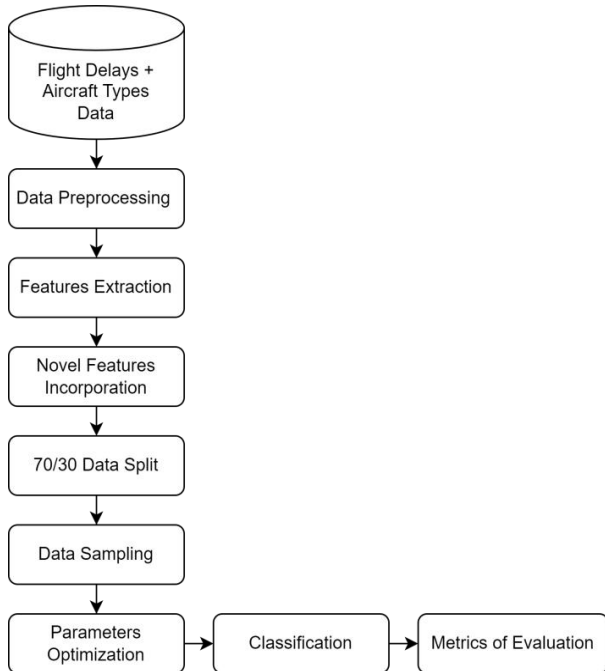 Flight Delays +
Aircraft Types
Data
Data Preprocessing
Features Extraction
Novel Features
Incorporation
70/30 Data Split
Data Sampling
Parameters
Optimization
Classification
Metrics of Evaluation